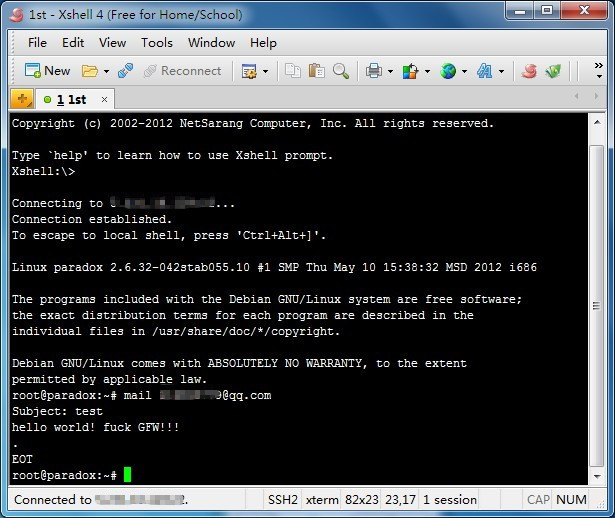 1st - Xshell 4 (Free for Home/School)
File Edit View Tools Window Help
New Reconnect
1 1st
Copyright (c) 2002-2012 NetSarang Computer, Inc. All rights reserved.
Type `help' to learn how to use Xshell prompt.
Xshell:\>
Connecting to ...
Connection established.
To escape to local shell, press 'Ctrl+Alt+]'.
Linux paradox 2.6.32-042stab055.10 #1 SMP Thu May 10 15:38:32 MSD 2012 i686
The programs included with the Debian GNU/Linux system are free software;
the exact distribution terms for each program are described in the
individual files in /usr/share/doc/*/copyright.
Debian GNU/Linux comes with ABSOLUTELY NO WARRANTY, to the extent
permitted by applicable law.
root@paradox:~# mail @qq.com
Subject: test
hello world! fuck GFW!!!
.
EOT
root@paradox:~#
Connected to . SSH2 xterm 82x23 23,17 1 session CAP NUM